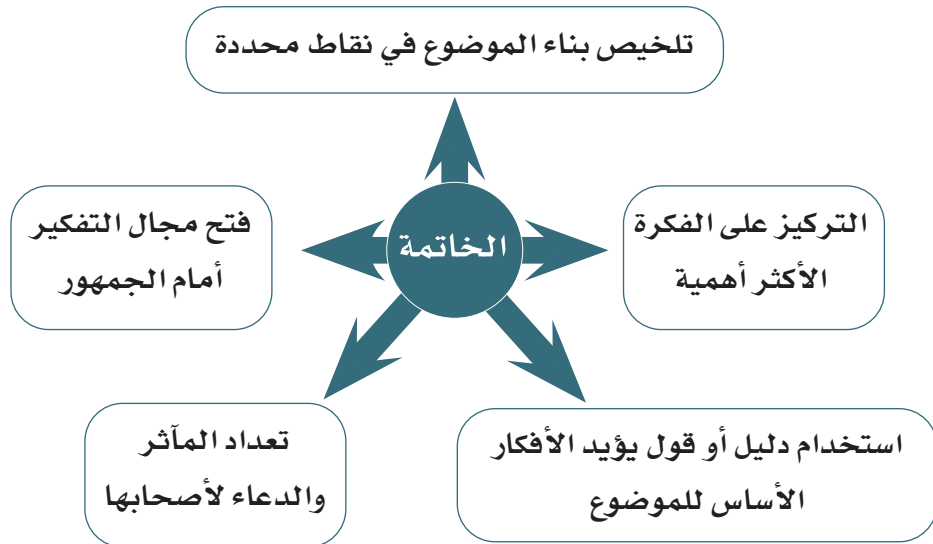 تلخيص بناء الموضوع في نقاط محددة
التركيز على الفكرة
الأكثر أهمية
الخاتمة
فتح مجال التفكير
أمام الجمهور
استخدام دليل أو قول يؤيد الأفكار
الأساس للموضوع
تعداد المآثر
والدعاء لأصحابها